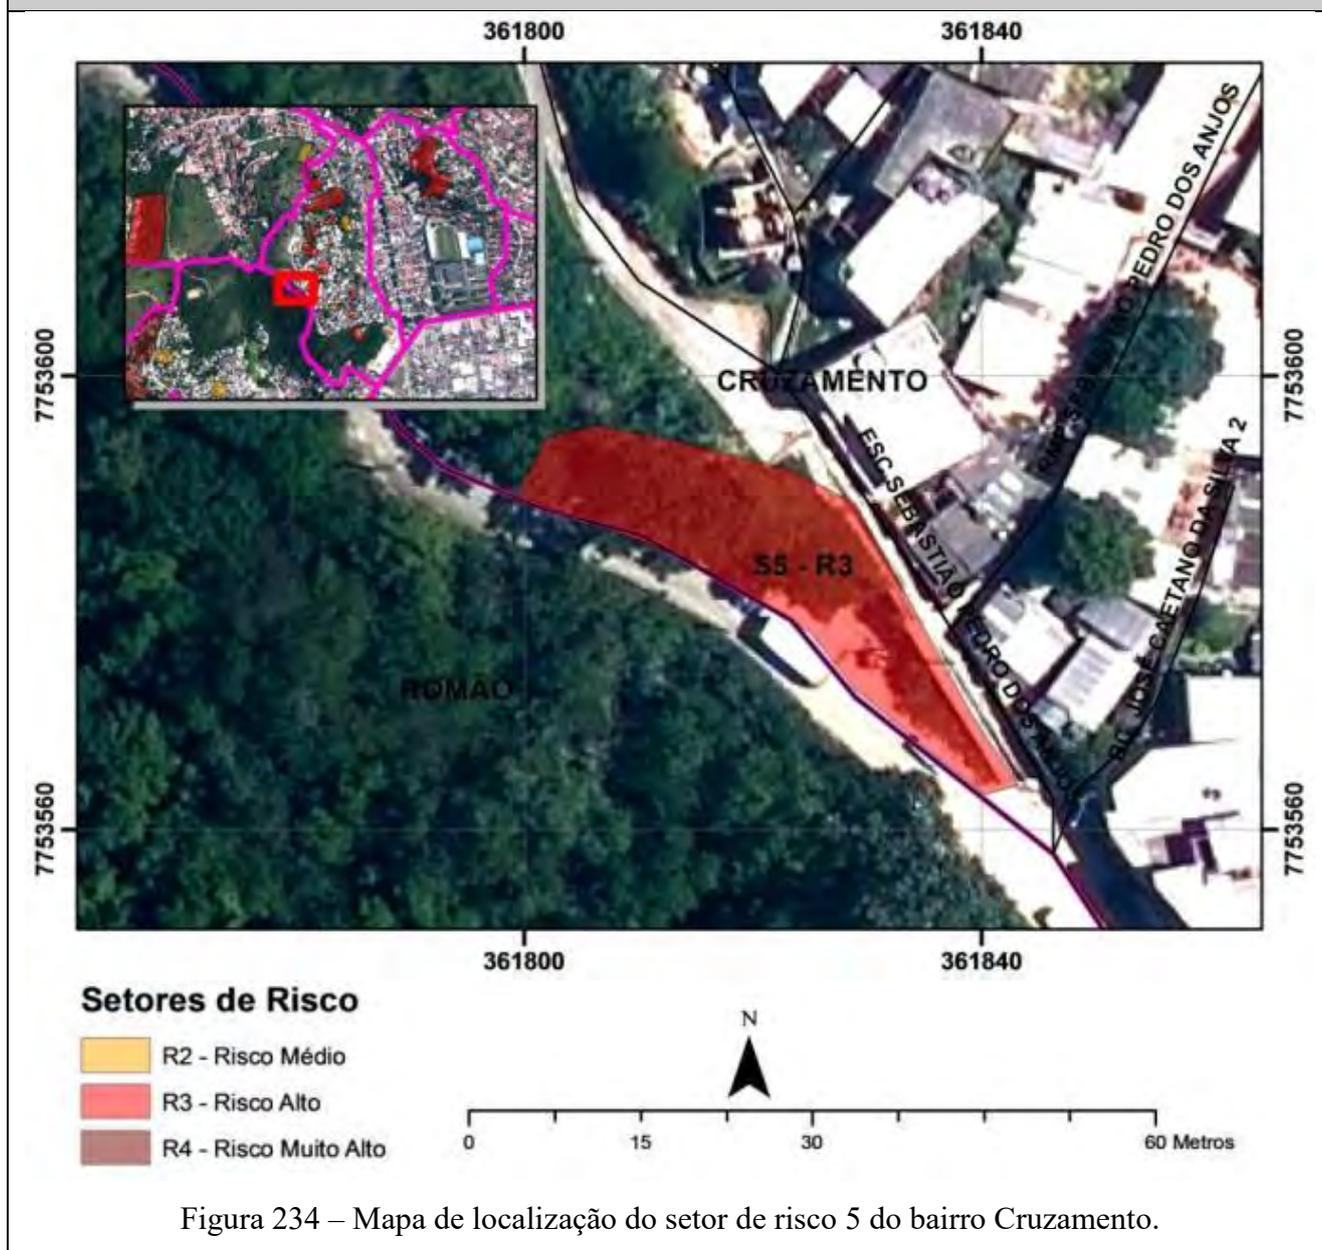 361800
361840
7753600
7753600
PEDRO DOS ANJOS
CRUZAMENTO
ESC SEBASTIÃO PEDRO DOS ANJOS
JOSÉ CAETANO DA SILVA 2
S5 - R3
ROMÃO
7753560
7753560
361800
361840
Setores de Risco
R2 - Risco Médio
R3 - Risco Alto
R4 - Risco Muito Alto
N
0 15 30 60 Metros
Figura 234 – Mapa de localização do setor de risco 5 do bairro Cruzamento.